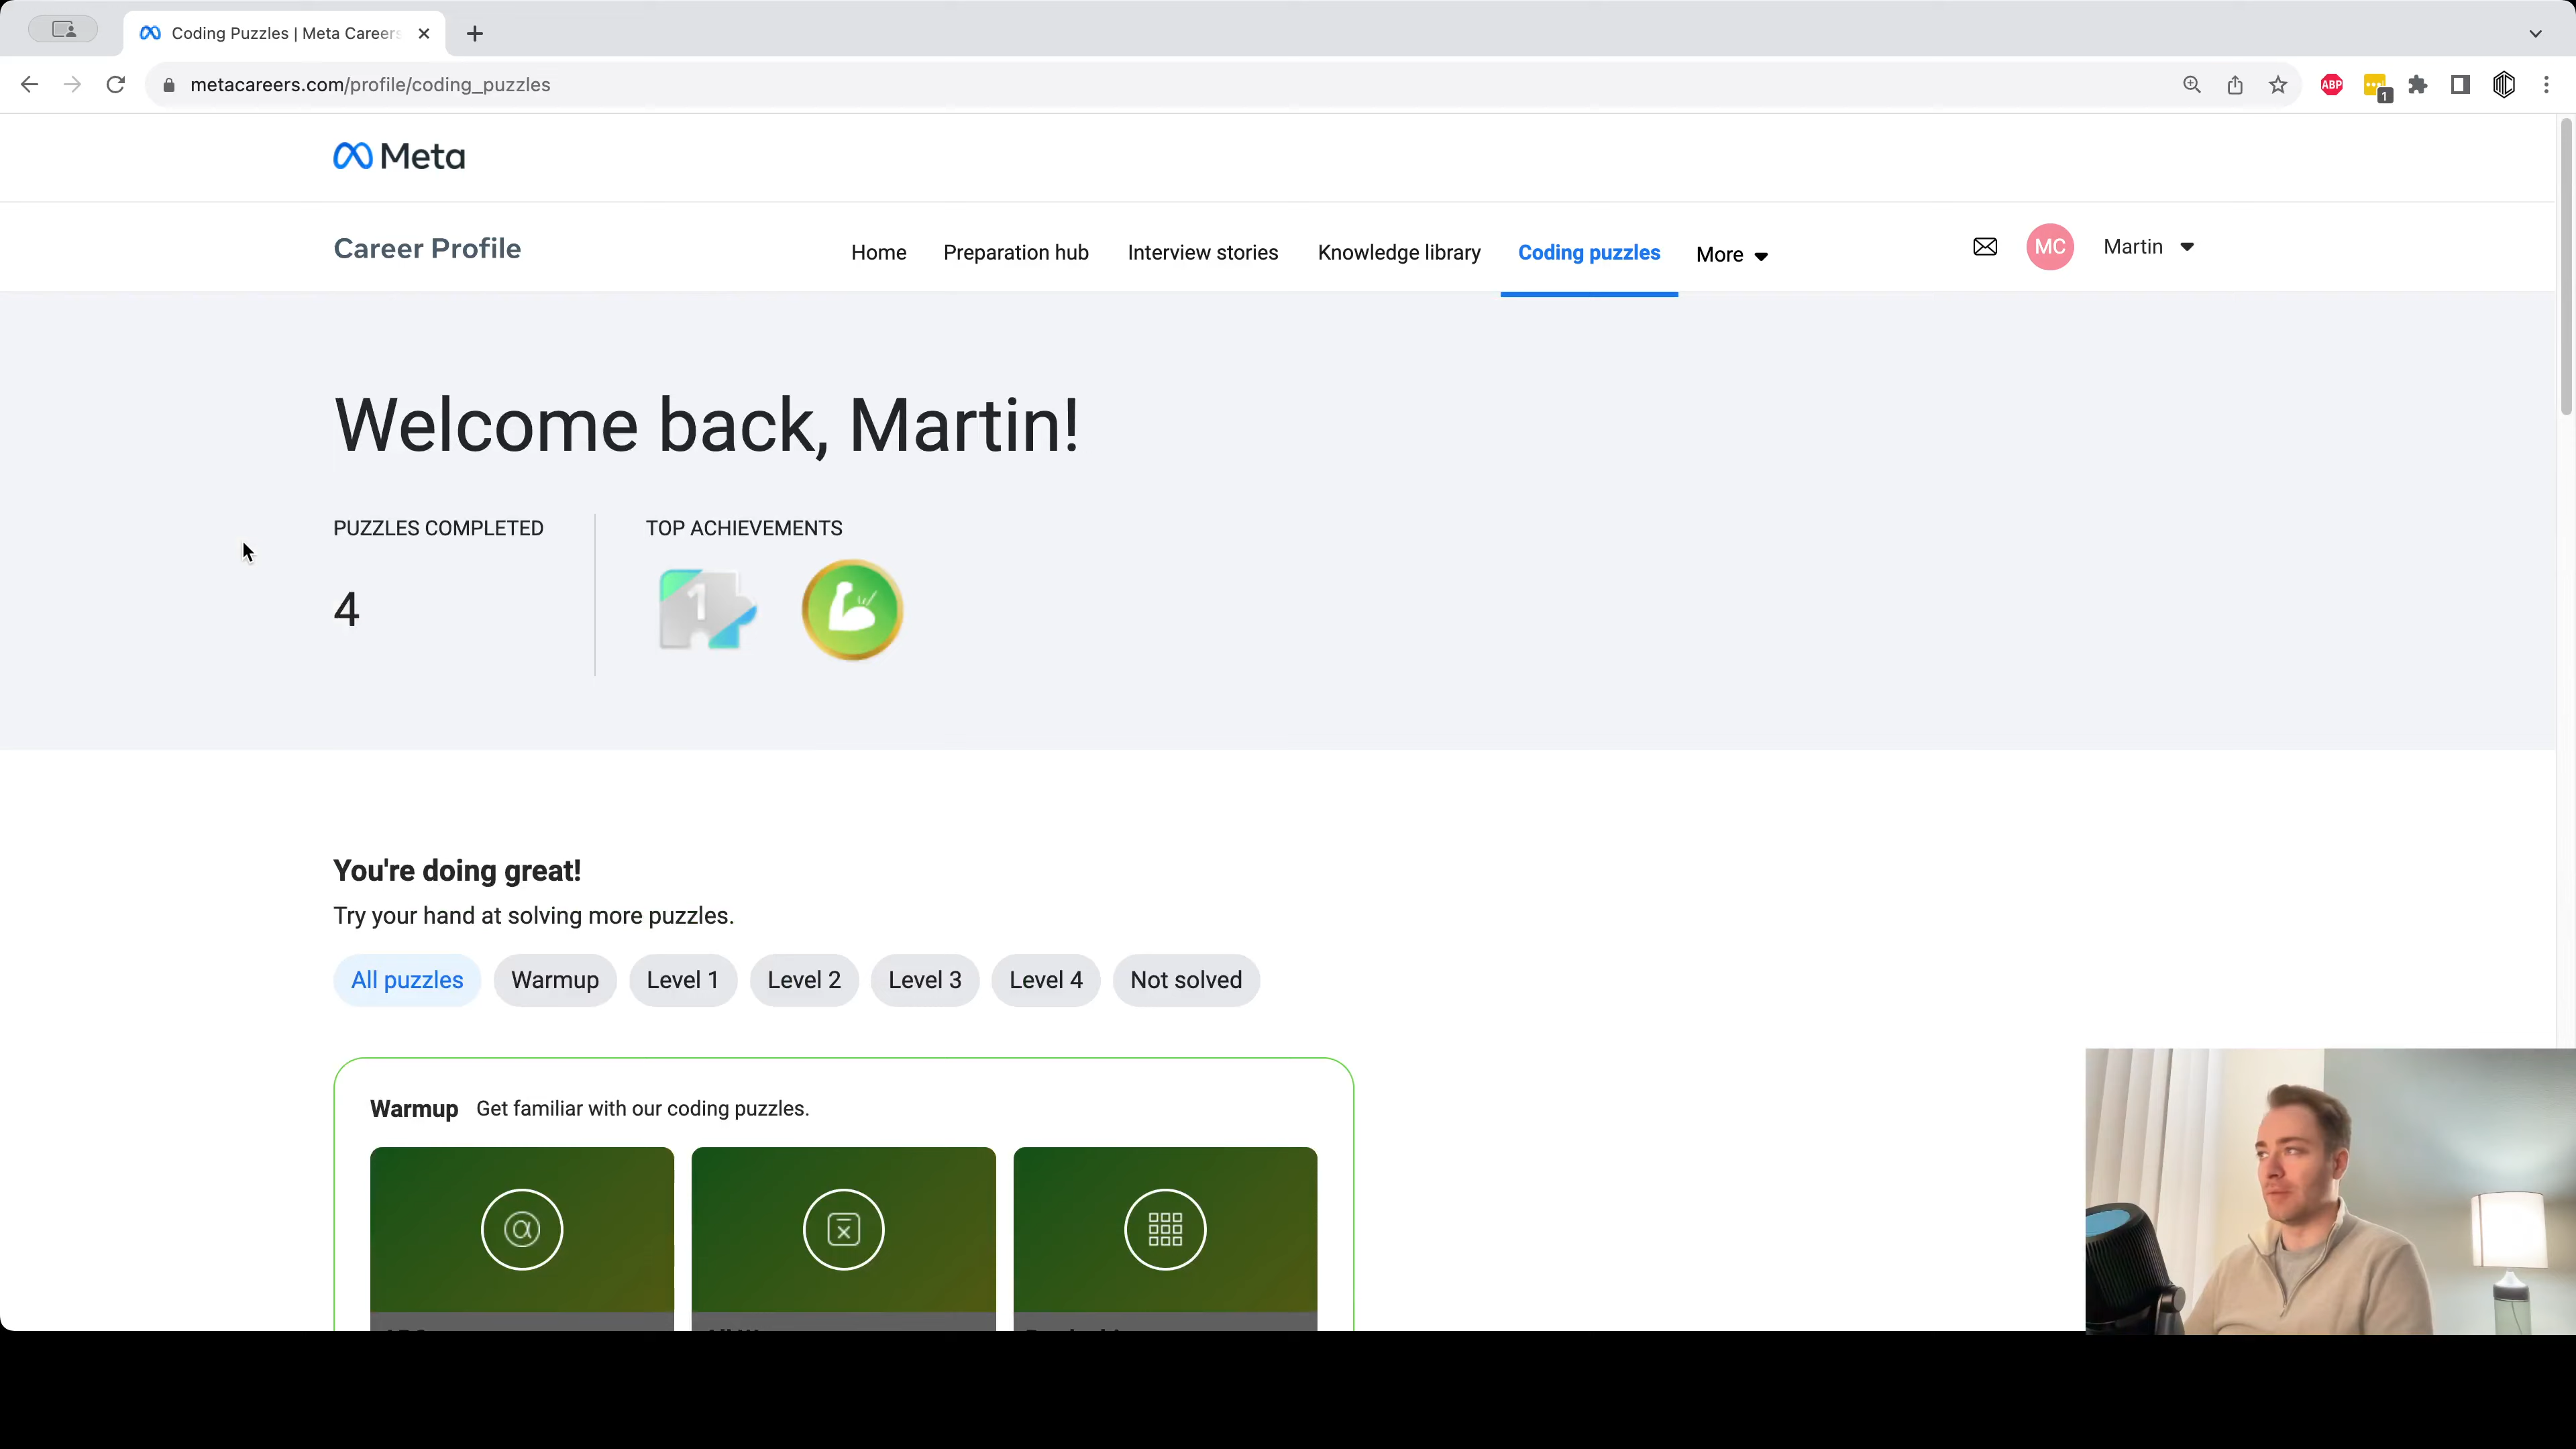 Coding Puzzles | Meta Careers
metacareers.com/profile/coding_puzzles
ABP
1
Meta
Career Profile
Home Preparation hub Interview stories Knowledge library Coding puzzles More
MC Martin
Welcome back, Martin!
PUZZLES COMPLETED
4
TOP ACHIEVEMENTS
1
You're doing great!
Try your hand at solving more puzzles.
All puzzles Warmup Level 1 Level 2 Level 3 Level 4 Not solved
Warmup Get familiar with our coding puzzles.